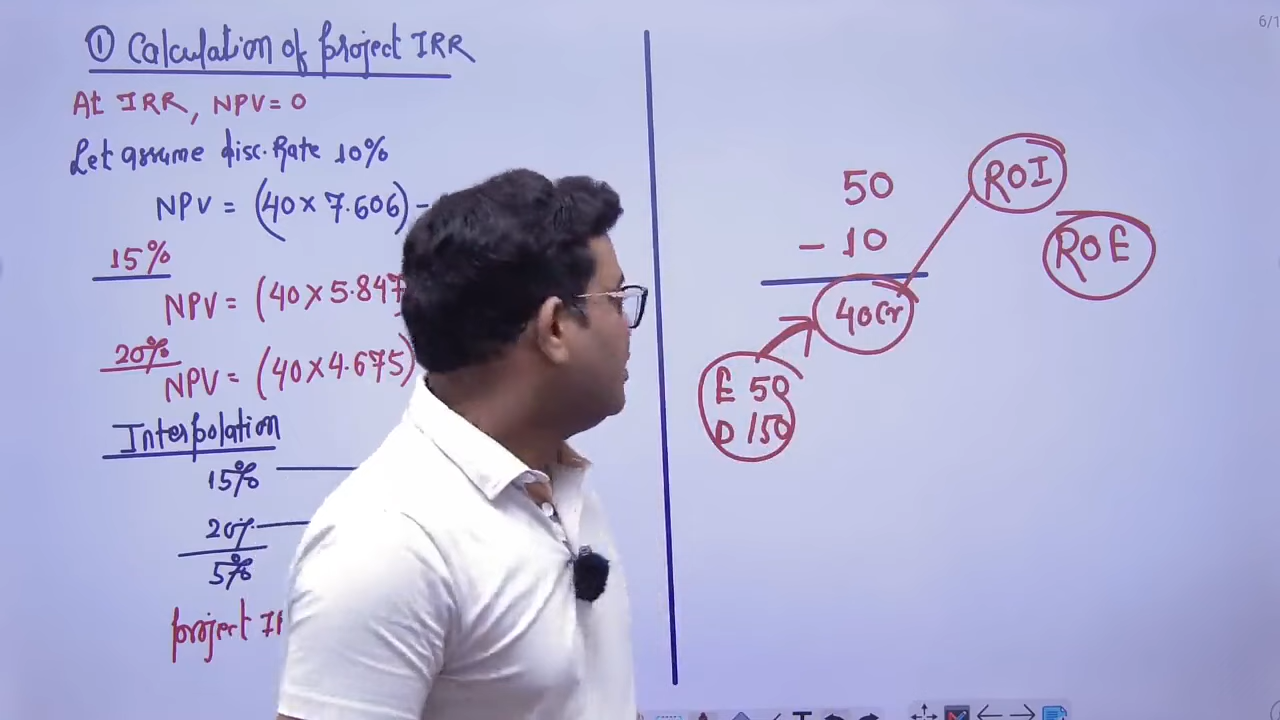 ① Calculation of project IRR
At IRR, NPV = 0
Let assume disc. Rate 10%
NPV = (40 × 7.606) -
15%
NPV = (40 × 5.847
20%
NPV = (40 × 4.675)
Interpolation
15%
20%
5%
project
50
- 10
40Cr
E 50
D 150
ROI
ROE
6/1